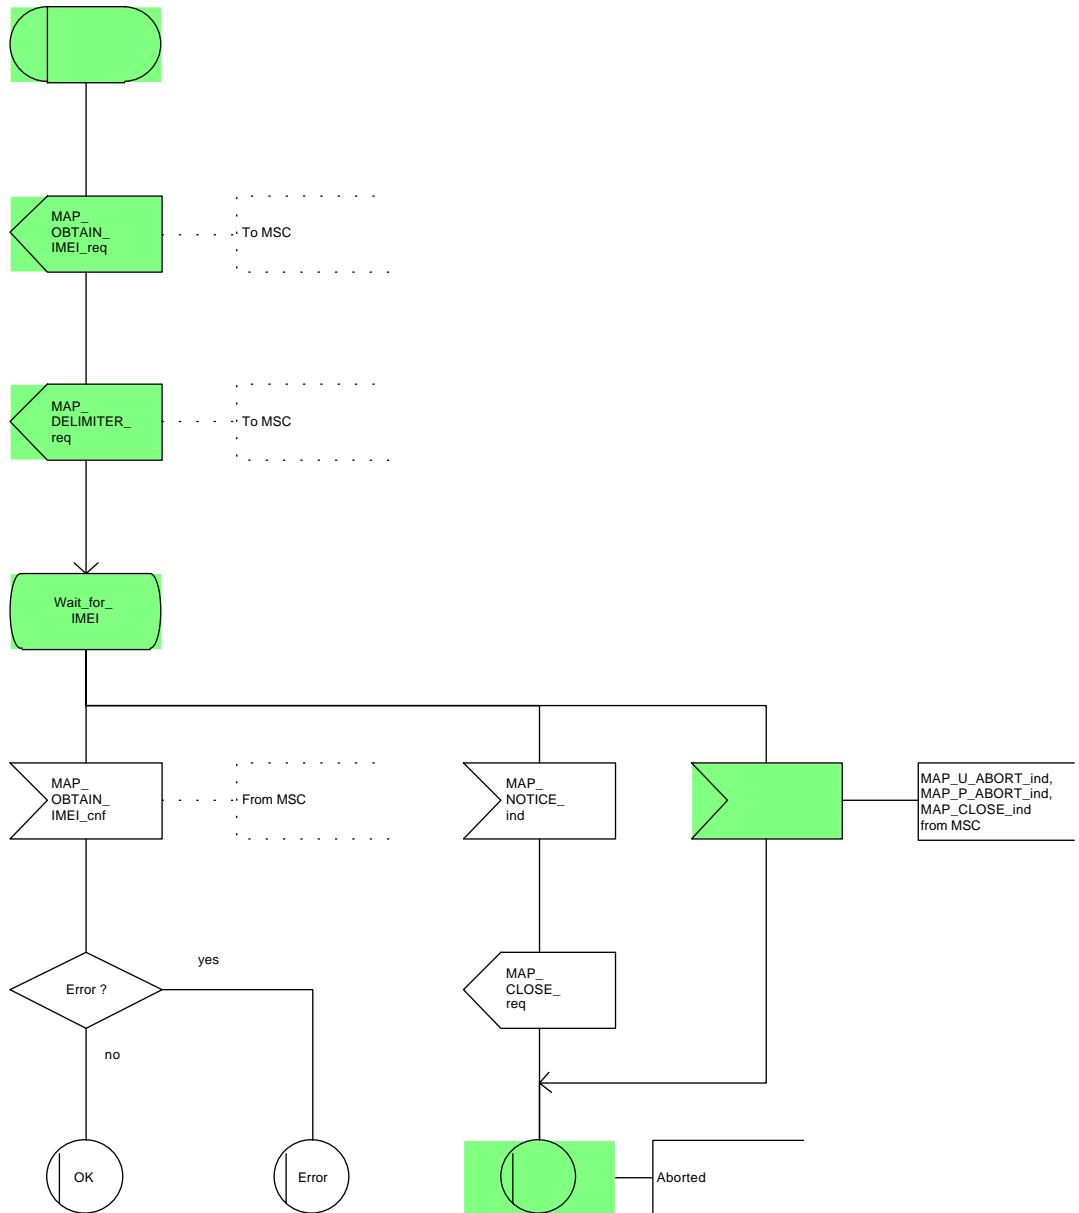 MAP_
OBTAIN_
IMEI_req
To MSC
MAP_
DELIMITER_
req
To MSC
Wait_for_
IMEI
MAP_
OBTAIN_
IMEI_cnf
From MSC
MAP_
NOTICE_
ind
MAP_U_ABORT_ind,
MAP_P_ABORT_ind,
MAP_CLOSE_ind
from MSC
Error ?
yes
no
MAP_
CLOSE_
req
OK
Error
Aborted